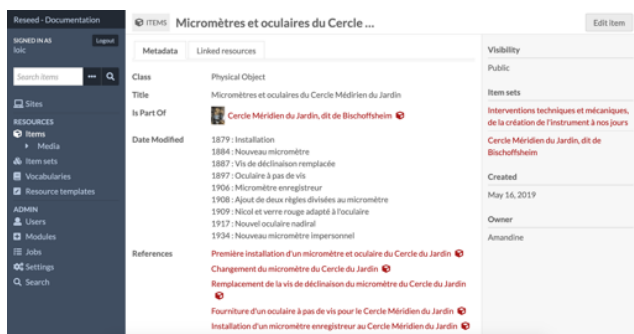 Reseed - Documentation
SIGNED IN AS
loic
Logout
Search items
Sites
RESOURCES
Items
Media
Item sets
Vocabularies
Resource templates
ADMIN
Users
Modules
Jobs
Settings
Search
ITEMS Micromètres et oculaires du Cercle ...
Edit item
Metadata Linked resources
Class Physical Object
Title Micromètres et oculaires du Cercle Médirien du Jardin
Is Part Of Cercle Méridien du Jardin, dit de Bischoffsheim
Date Modified 1879 : Installation
1884 : Nouveau micromètre
1887 : Vis de déclinaison remplacée
1897 : Oculaire à pas de vis
1906 : Micromètre enregistreur
1908 : Ajout de deux règles divisées au micromètre
1909 : Nicol et verre rouge adapté à l'oculaire
1917 : Nouvel oculaire nadiral
1934 : Nouveau micromètre impersonnel
References Première installation d'un micromètre et oculaire du Cercle du Jardin
Changement du micromètre du Cercle du Jardin
Remplacement de la vis de déclinaison du micromètre du Cercle du Jardin
Fourniture d'un oculaire à pas de vis pour le Cercle Méridien du Jardin
Installation d'un micromètre enregistreur au Cercle Méridien du Jardin
Visibility
Public
Item sets
Interventions techniques et mécaniques,
de la création de l'instrument à nos jours
Cercle Méridien du Jardin, dit de
Bischoffsheim
Created
May 16, 2019
Owner
Amandine